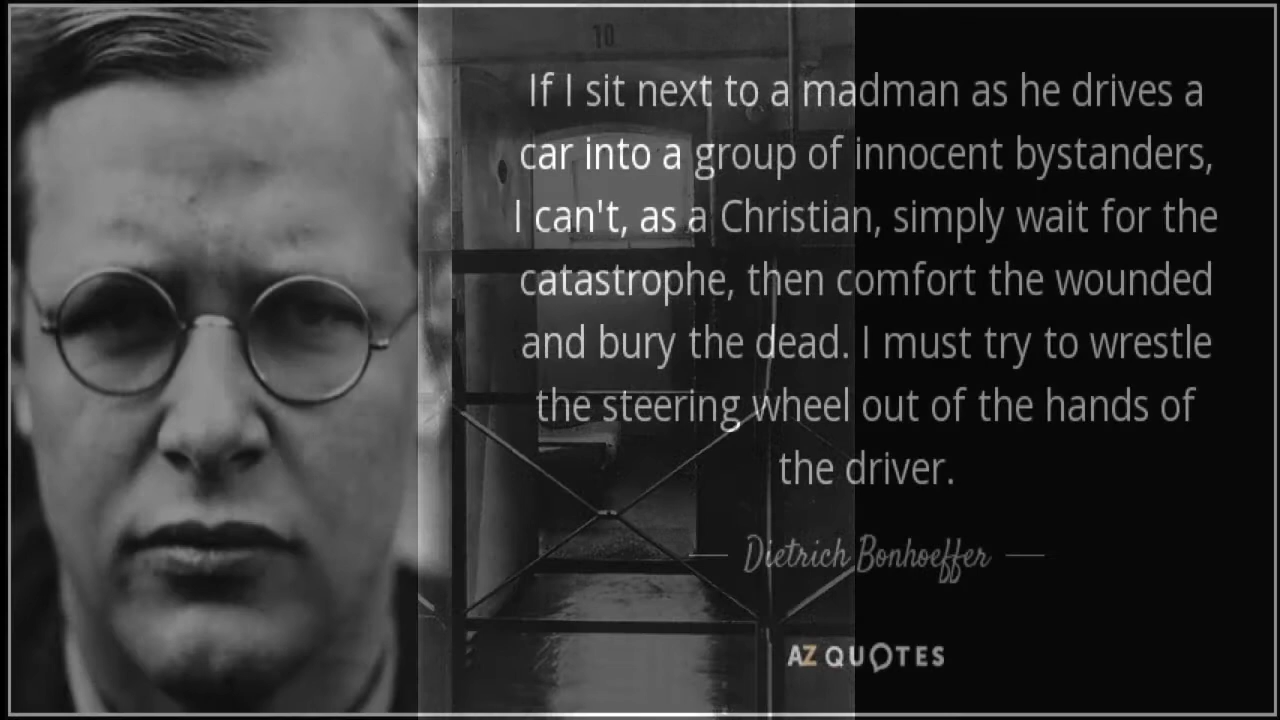 10
If I sit next to a madman as he drives a
car into a group of innocent bystanders,
I can't, as a Christian, simply wait for the
catastrophe, then comfort the wounded
and bury the dead. I must try to wrestle
the steering wheel out of the hands of
the driver.
Dietrich Bonhoeffer
AZ QUOTES